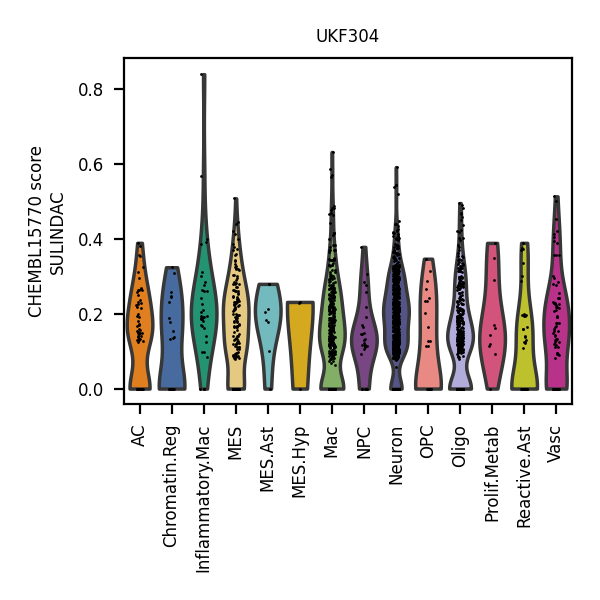 UKF304
CHEMBL15770 score
SULINDAC
0.8
0.6
0.4
0.2
0.0
AC
Chromatin.Reg
Inflammatory.Mac
MES
MES.Ast
MES.Hyp
Mac
NPC
Neuron
OPC
Oligo
Prolif.Metab
Reactive.Ast
Vasc